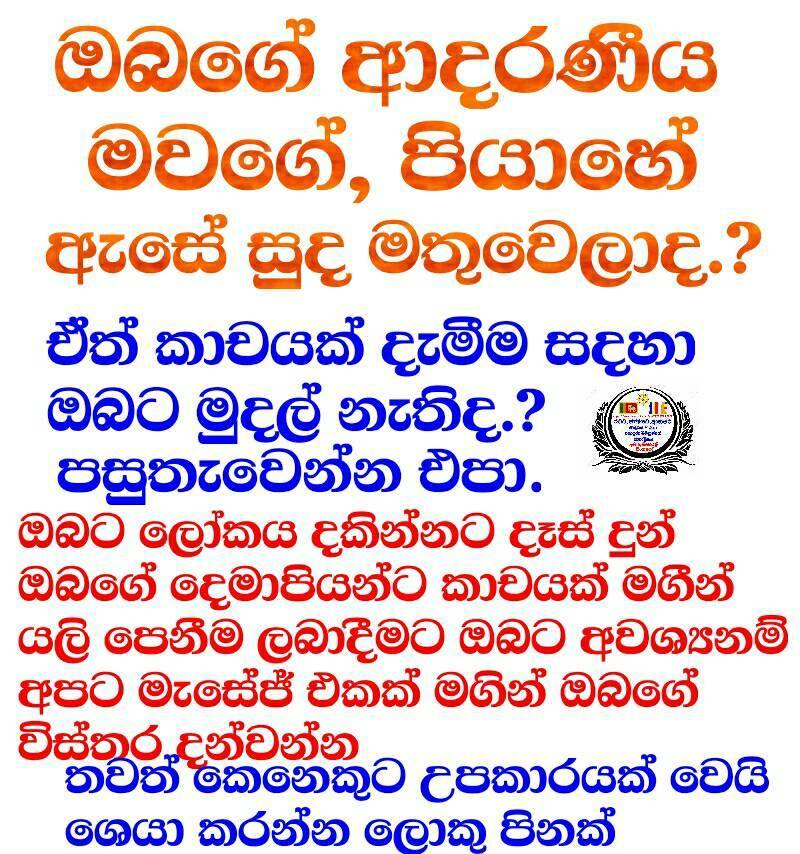 ඔබගේ ආදරණීය
මවගේ, පියාහේ
ඇසේ සුද මතුවෙලාද.?
ඒත් කාචයක් දැමීම සදහා
ඔබට මුදල් නැතිද.?
පසුතැවෙන්න එපා.
ඔබට ලෝකය දකින්නට දෑස් දුන්
ඔබගේ දෙමාපියන්ට කාචයක් මගීන්
යලි පෙනීම ලබාදීමට ඔබට අවශ්‍යනම්
අපට මැසේජ් එකක් මගින් ඔබගේ
විස්තර දන්වන්න
තවත් කෙනෙකුට උපකාරයක් වෙයි
ශෙයා කරන්න ලොකු පිනක්